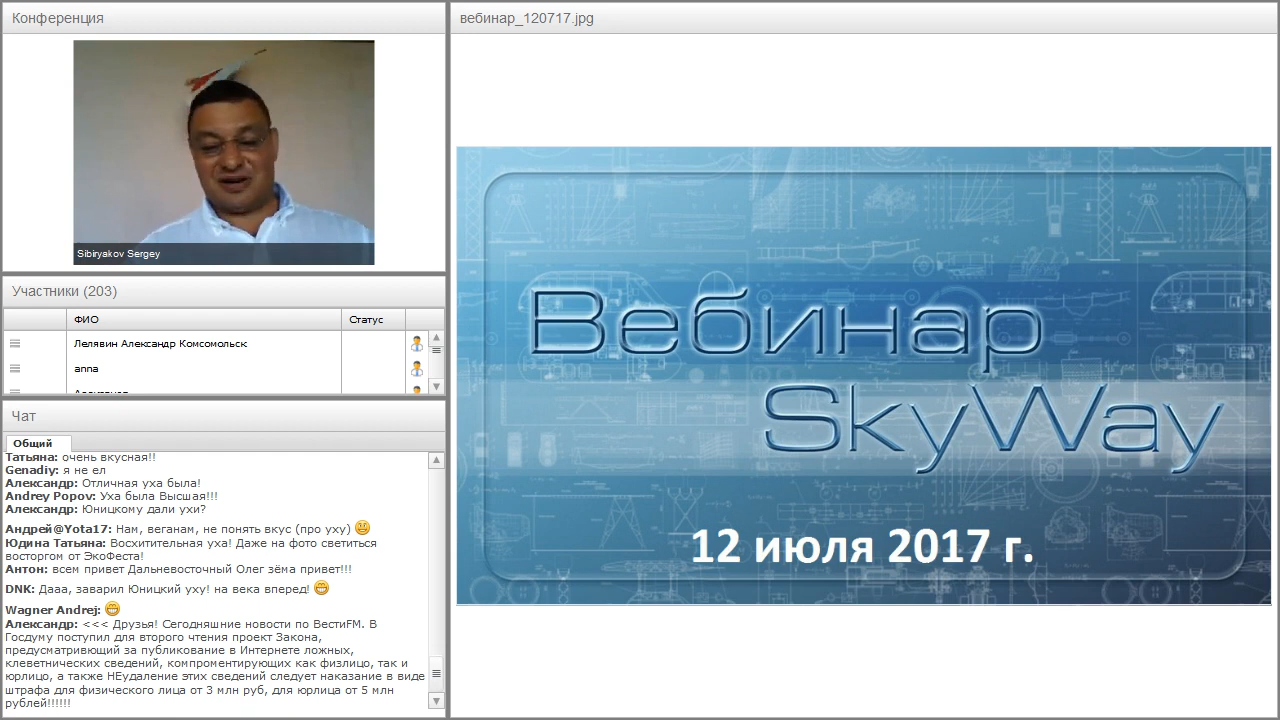 Конференция
Sibiryakov Sergey
Участники (203)
ФИО Статус
Лелявин Александр Комсомольск
anna
Чат
Общий
Татьяна: очень вкусная!!
Genadiy: я не ел
Александр: Отличная уха была!
Andrey Popov: Уха была Высшая!!!
Александр: Юницкому дали ухи?
Андрей@Yota17: Нам, веганам, не понять вкус (про уху)
Юдина Татьяна: Восхитительная уха! Даже на фото светиться
восторгом от ЭкоФеста!
Антон: всем привет Дальневосточный Олег зёма привет!!!
DNK: Дааа, заварил Юницкий уху! на века вперед!
Wagner Andrej:
Александр: <<< Друзья! Сегодняшние новости по ВестиFM. В
Госдуму поступил для второго чтения проект Закона,
предусматривющий за публикование в Интернете ложных,
клеветнических сведений, компроментирующих как физлицо, так и
юрлицо, а также НЕудаление этих сведений следует наказание в виде
штрафа для физического лица от 3 млн руб, для юрлица от 5 млн
рублей!!!!!!
вебинар_120717.jpg
Вебинар
SkyWay
12 июля 2017 г.